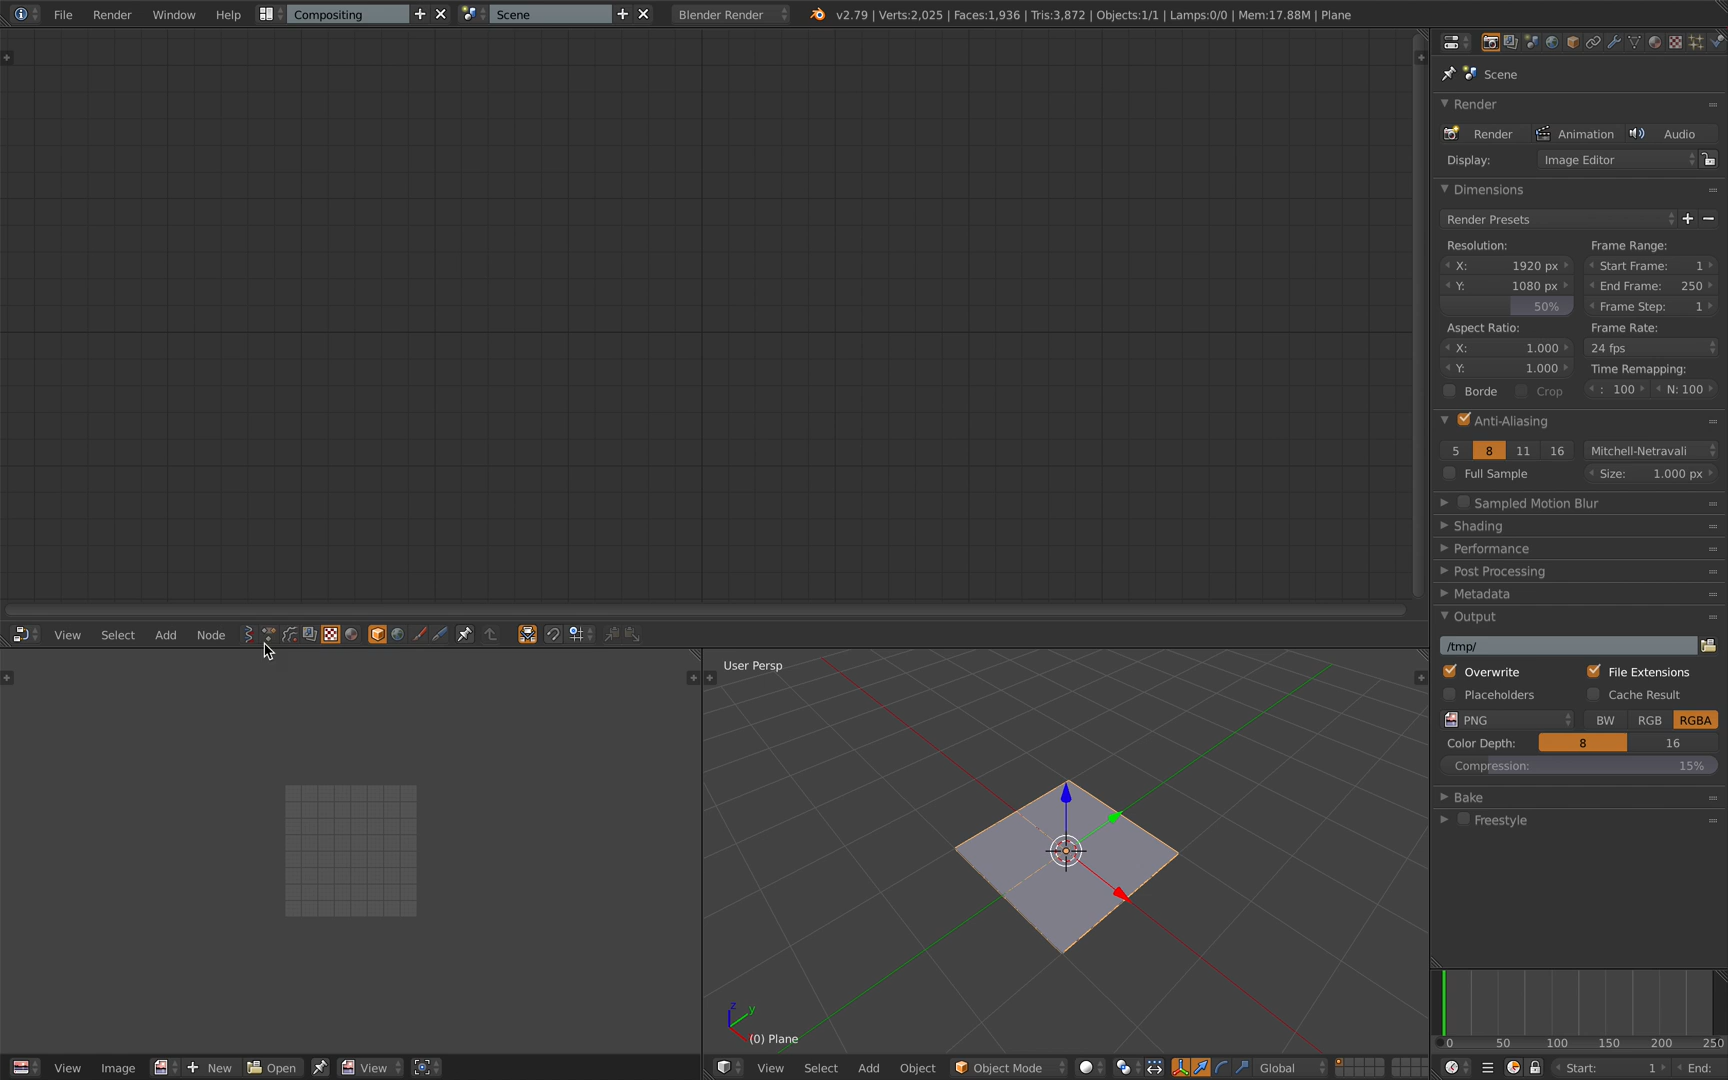 File Render Window Help Compositing Scene Blender Render v2.79 | Verts:2,025 | Faces:1,936 | Tris:3,872 | Objects:1/1 | Lamps:0/0 | Mem:17.88M | Plane
Scene
Render
Render Animation Audio
Display: Image Editor
Dimensions
Render Presets
Resolution: Frame Range:
X: 1920 px Start Frame: 1
Y: 1080 px End Frame: 250
50% Frame Step: 1
Aspect Ratio: Frame Rate:
X: 1.000 24 fps
Y: 1.000 Time Remapping:
Borde Crop : 100 N: 100
Anti-Aliasing
5 8 11 16 Mitchell-Netravali
Full Sample Size: 1.000 px
Sampled Motion Blur
Shading
Performance
Post Processing
Metadata
Output
/tmp/
Overwrite File Extensions
Placeholders Cache Result
PNG BW RGB RGBA
Color Depth: 8 16
Compression: 15%
Bake
Freestyle
View Select Add Node
User Persp
z
y
(0) Plane
0 50 100 150 200 250
View Image New Open View
View Select Add Object Object Mode Global
Start: 1 End: